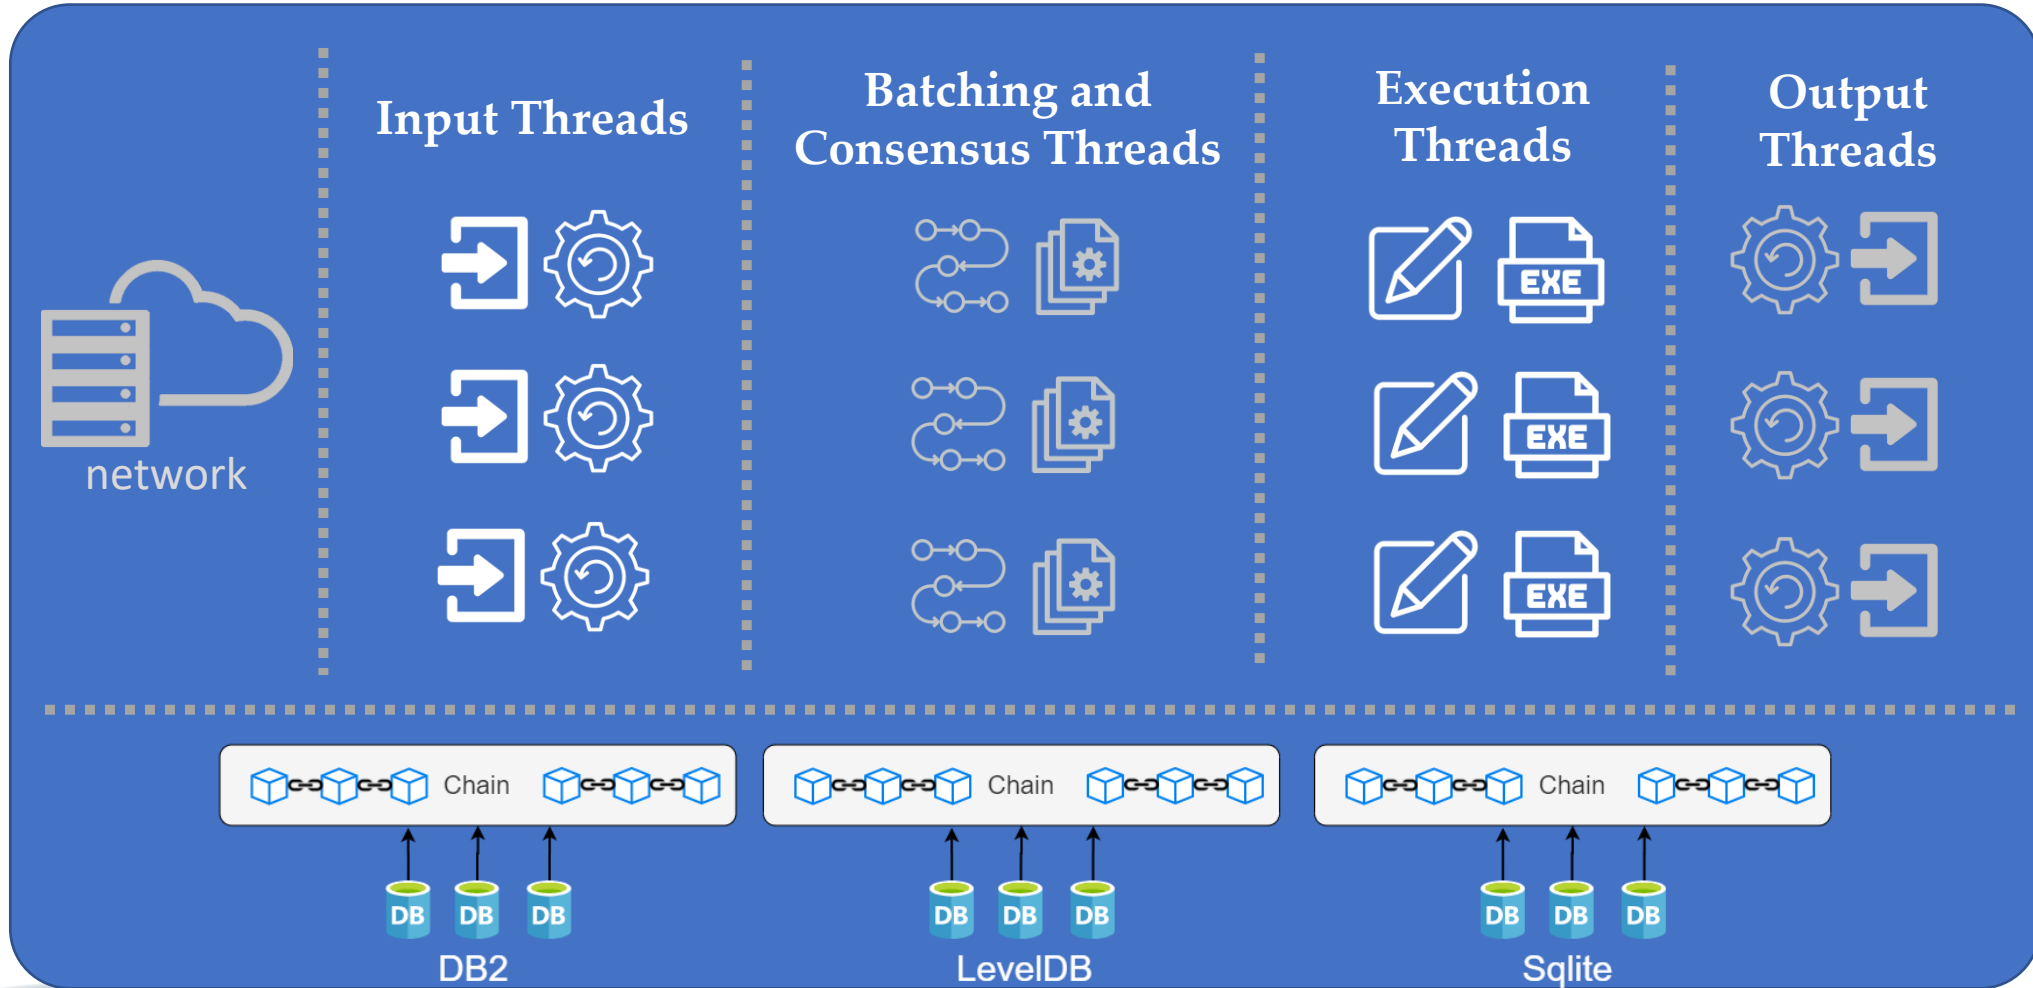 Input Threads
Batching and
Consensus Threads
Execution
Threads
Output
Threads
network
EXE
EXE
EXE
Chain
Chain
Chain
DB DB DB
DB DB DB
DB DB DB
DB2
LevelDB
Sqlite